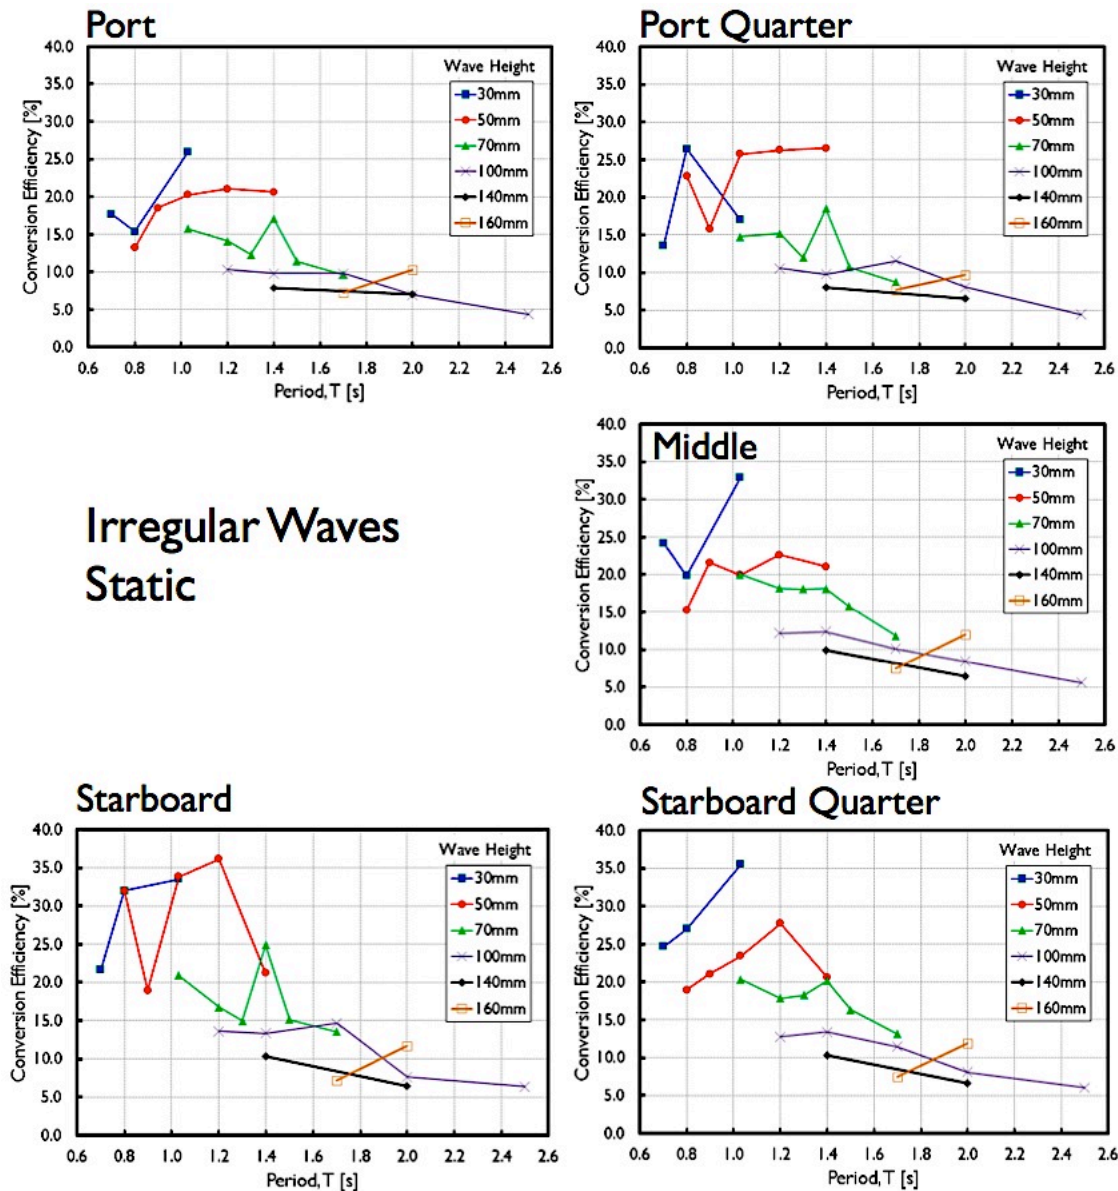 Port
40.0
35.0
30.0
25.0
20.0
15.0
10.0
5.0
0.0
Conversion Efficiency [%]
Wave Height
30mm
50mm
70mm
100mm
140mm
160mm
0.6 0.8 1.0 1.2 1.4 1.6 1.8 2.0 2.2 2.4 2.6
Period, T [s]
Port Quarter
40.0
35.0
30.0
25.0
20.0
15.0
10.0
5.0
0.0
Conversion Efficiency [%]
Wave Height
30mm
50mm
70mm
100mm
140mm
160mm
0.6 0.8 1.0 1.2 1.4 1.6 1.8 2.0 2.2 2.4 2.6
Period, T [s]
Irregular Waves
Static
Middle
40.0
35.0
30.0
25.0
20.0
15.0
10.0
5.0
0.0
Conversion Efficiency [%]
Wave Height
30mm
50mm
70mm
100mm
140mm
160mm
0.6 0.8 1.0 1.2 1.4 1.6 1.8 2.0 2.2 2.4 2.6
Period, T [s]
Starboard
40.0
35.0
30.0
25.0
20.0
15.0
10.0
5.0
0.0
Conversion Efficiency [%]
Wave Height
30mm
50mm
70mm
100mm
140mm
160mm
0.6 0.8 1.0 1.2 1.4 1.6 1.8 2.0 2.2 2.4 2.6
Period, T [s]
Starboard Quarter
40.0
35.0
30.0
25.0
20.0
15.0
10.0
5.0
0.0
Conversion Efficiency [%]
Wave Height
30mm
50mm
70mm
100mm
140mm
160mm
0.6 0.8 1.0 1.2 1.4 1.6 1.8 2.0 2.2 2.4 2.6
Period, T [s]